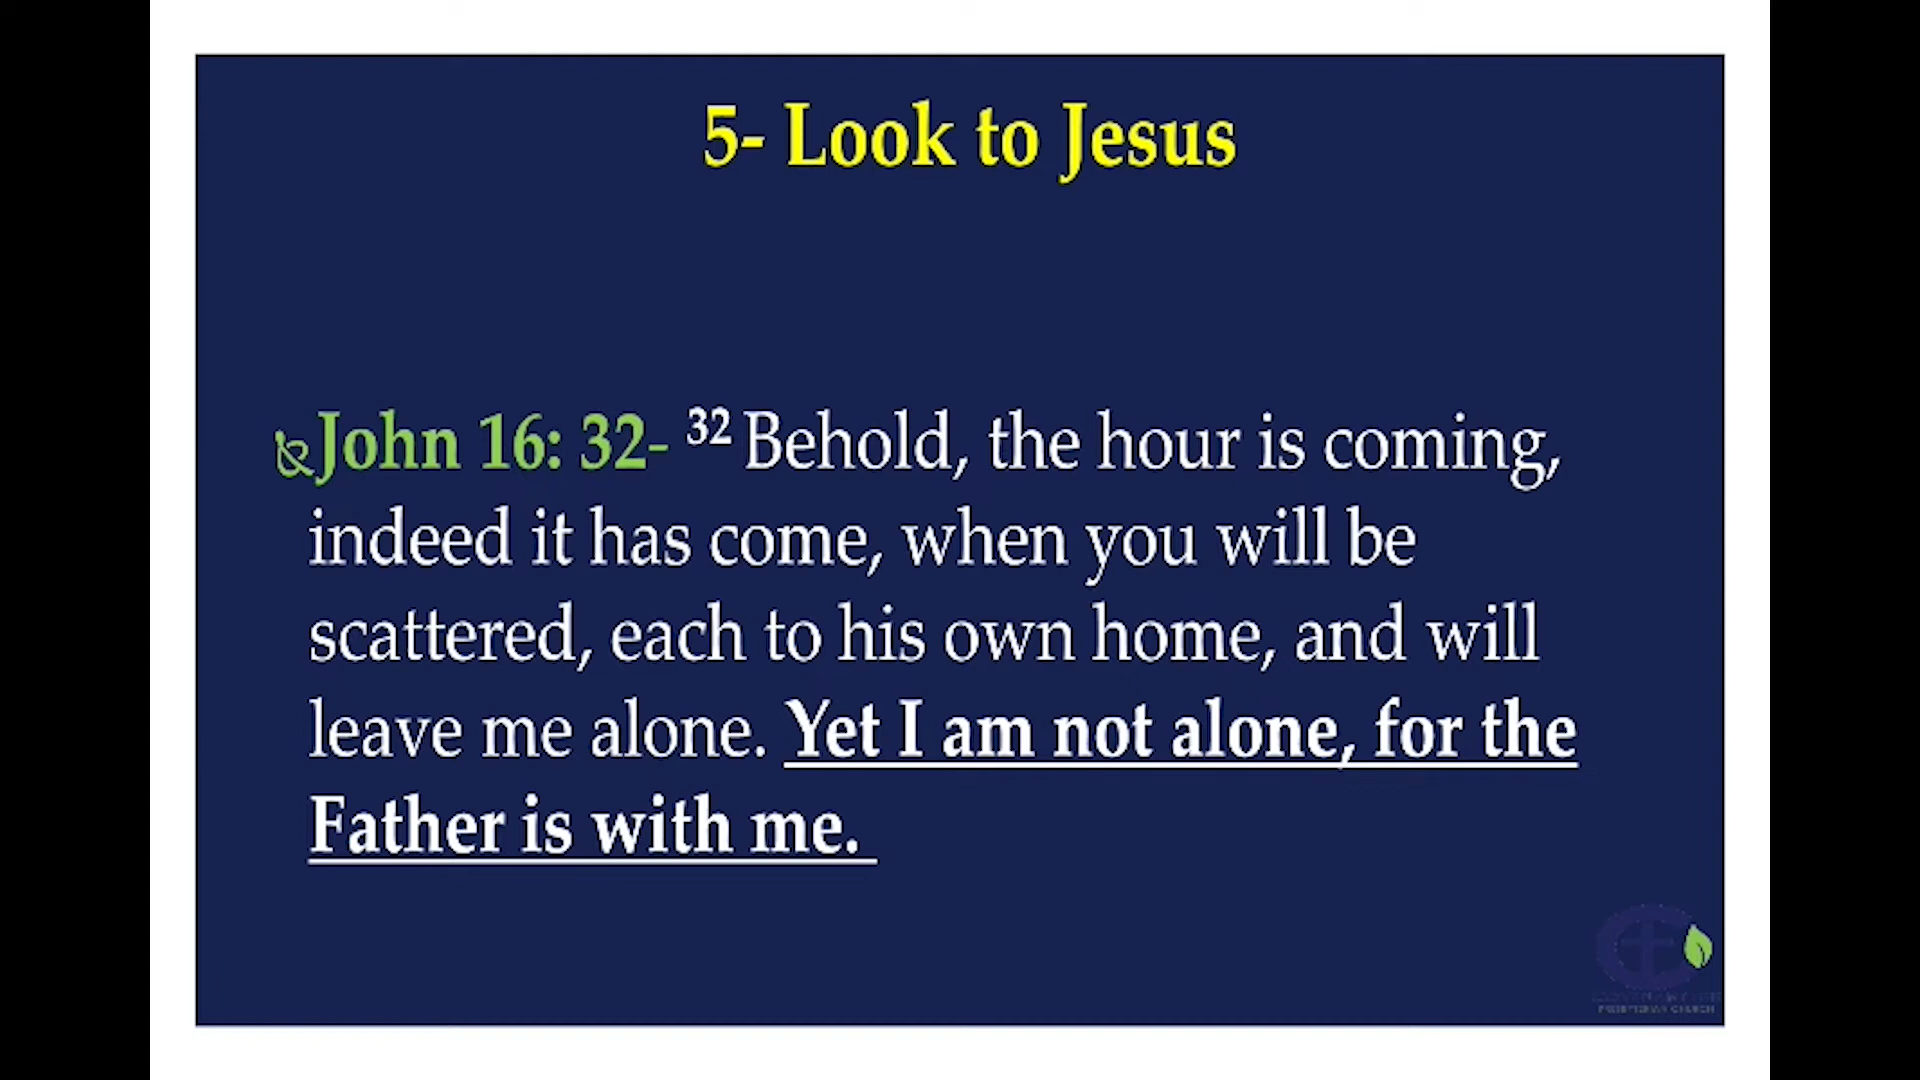 5- Look to Jesus
John 16: 32- 32 Behold, the hour is coming,
indeed it has come, when you will be
scattered, each to his own home, and will
leave me alone. Yet I am not alone, for the
Father is with me.
PRESBYTERIAN CHURCH